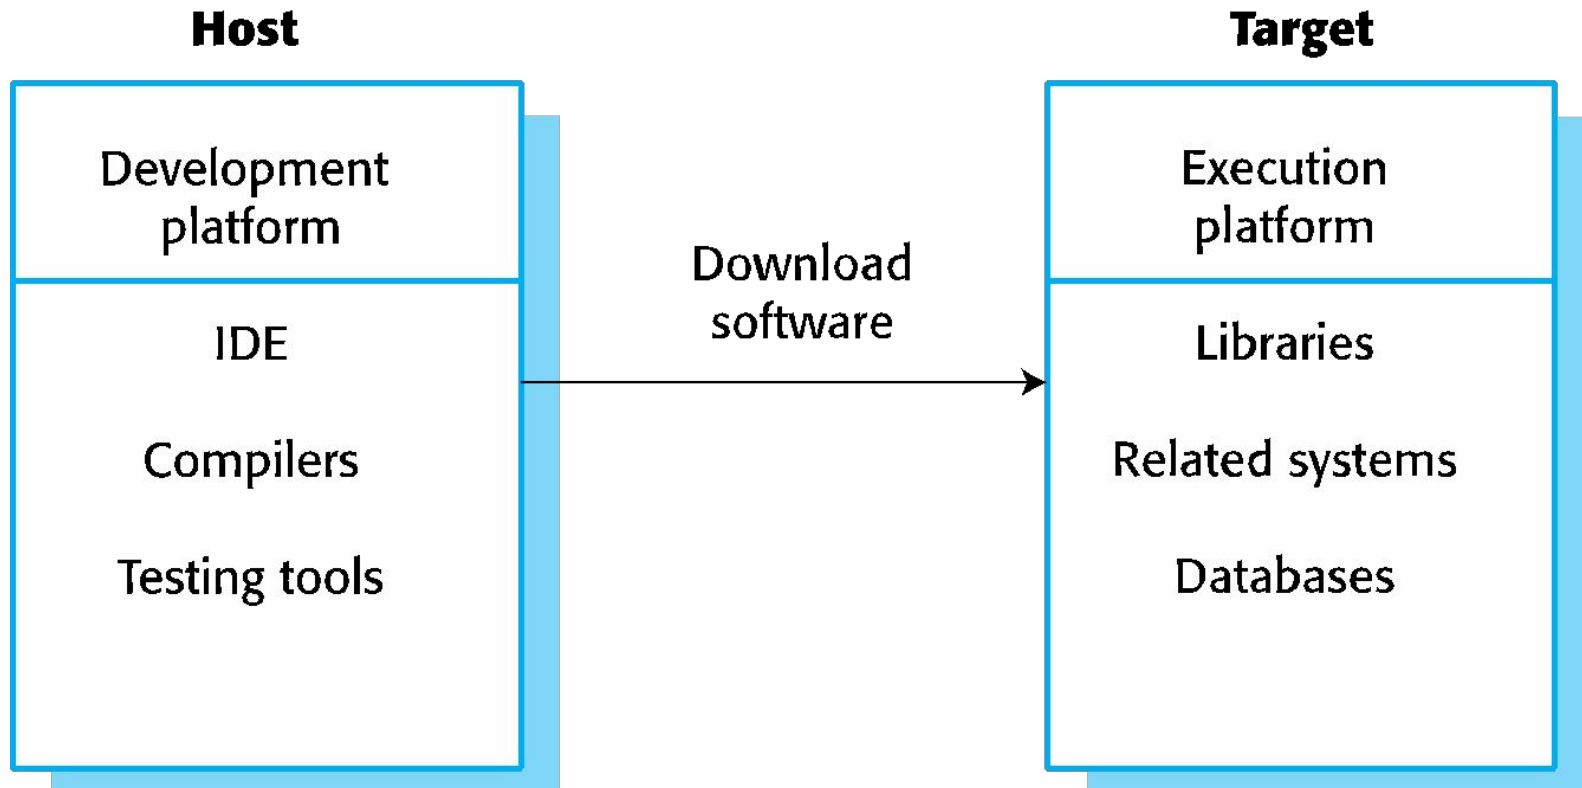 Host
Target
Development
platform
Execution
platform
Download
software
IDE
Compilers
Testing tools
Libraries
Related systems
Databases